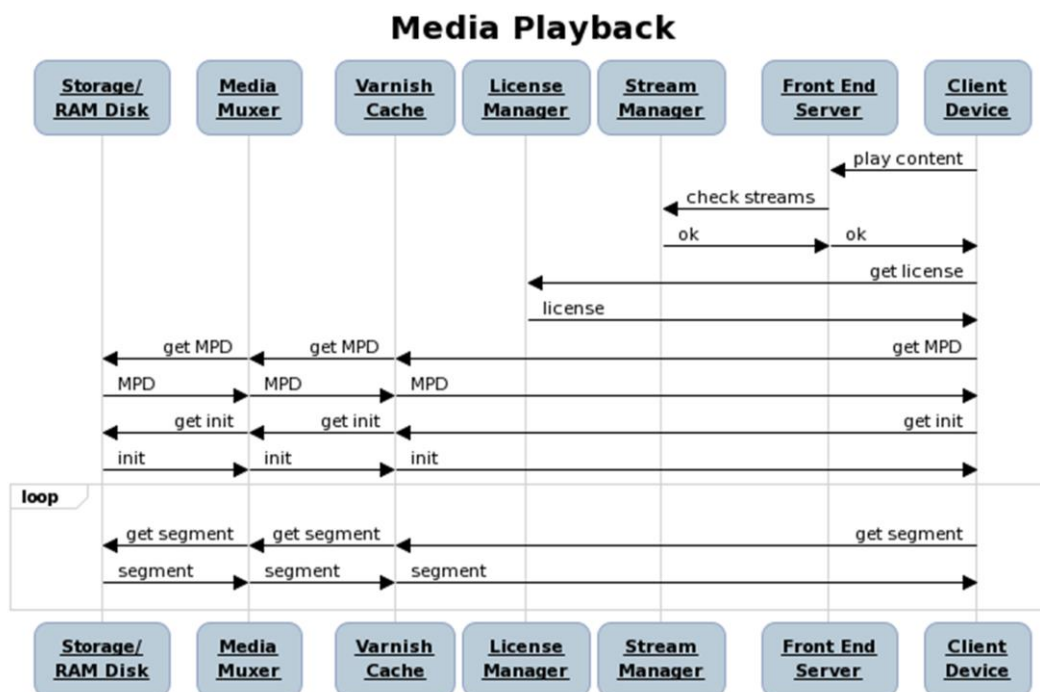 Media Playback
Storage/ Media Varnish License Stream Front End Client
RAM Disk Muxer Cache Manager Manager Server Device
play content
check streams
ok ok
get license
license
get MPD get MPD get MPD
MPD MPD MPD
get init get init get init
init init init
loop
get segment get segment get segment
segment segment segment
Storage/ Media Varnish License Stream Front End Client
RAM Disk Muxer Cache Manager Manager Server Device